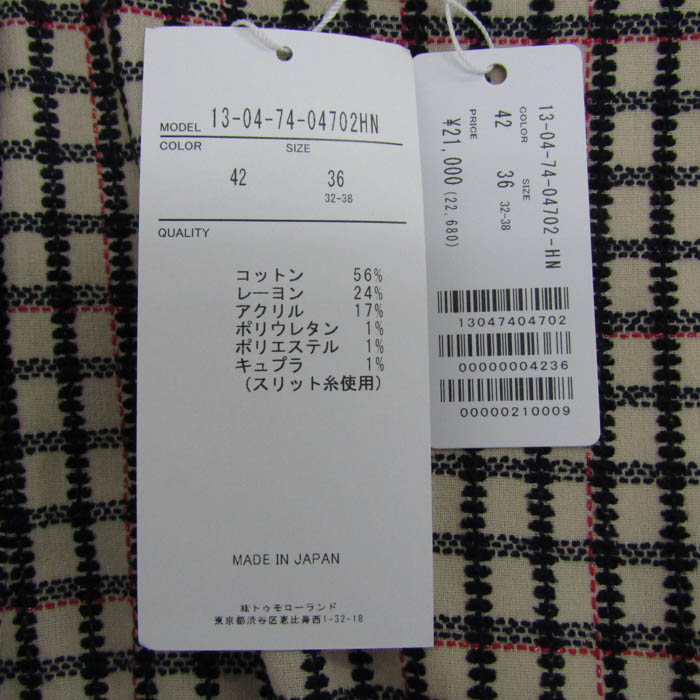 MODEL 13-04-74-04702HN
COLOR SIZE
42 36
32-38
QUALITY
コットン 56%
レーヨン 24%
アクリル 17%
ポリウレタン 1%
ポリエステル 1%
キュプラ 1%
(スリット糸使用)
MADE IN JAPAN
株トゥモローランド
東京都渋谷区恵比寿西1-32-18
13-04-74-04702-HN
COLOR SIZE
42 36
32-38
PRICE
¥21,000 (22,680)
13047404702
00000004236
00000210009